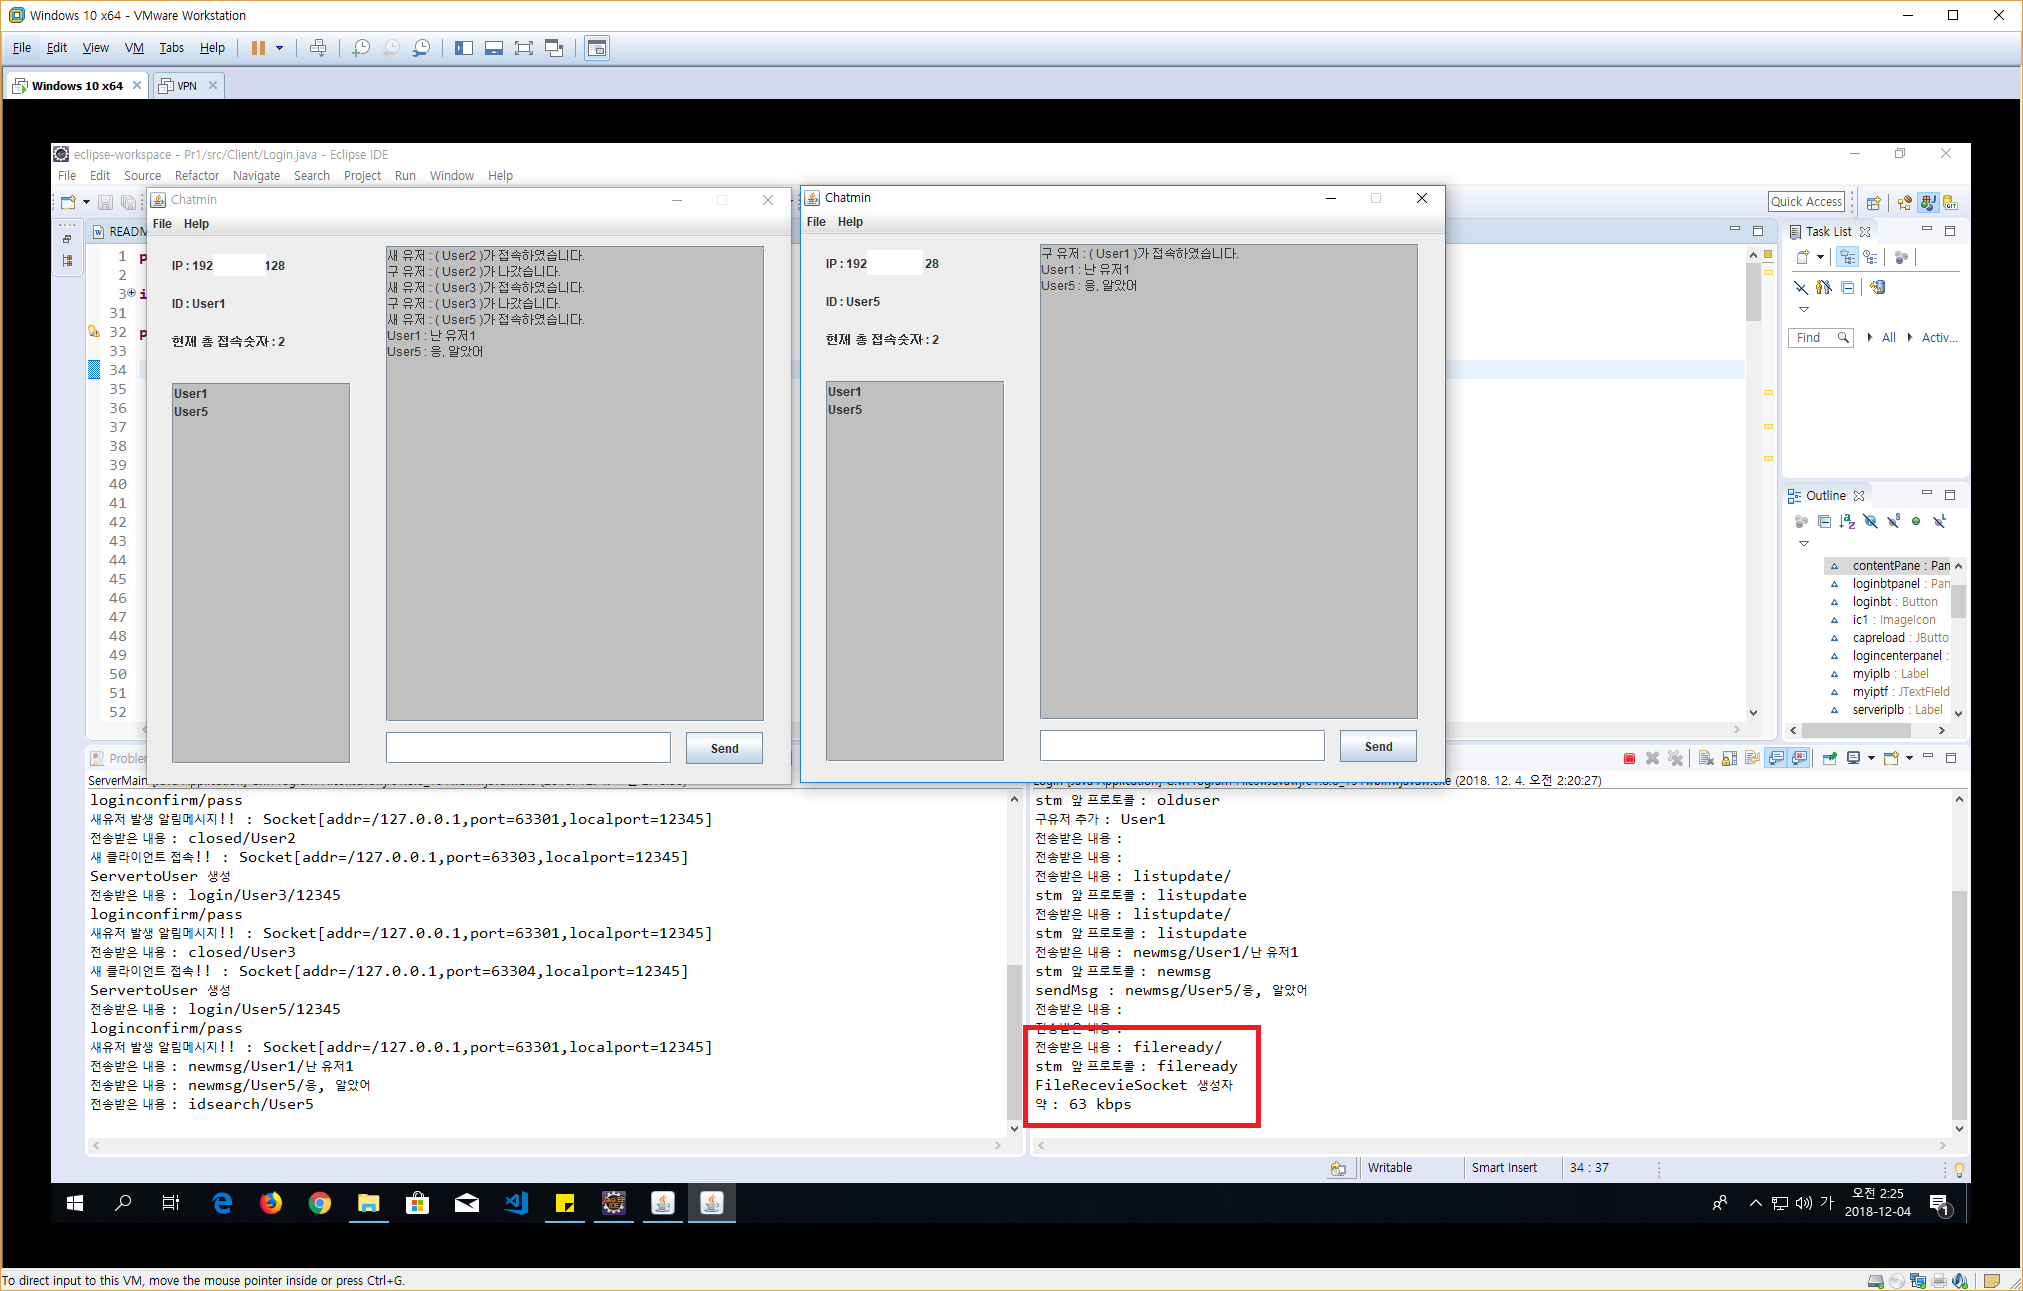 Windows 10 x64 - VMware Workstation
File Edit View VM Tabs Help
Windows 10 x64 VPN
eclipse-workspace - Pr1/src/Client/Login.java - Eclipse IDE
File Edit Source Refactor Navigate Search Project Run Window Help
Quick Access
READM
1
2
3
31
32
33
34
35
36
37
38
39
40
41
42
43
44
45
46
47
48
49
50
51
52
Chatmin
File Help
IP : 192 128
ID : User1
현재 총 접속숫자 : 2
User1
User5
새 유저 : ( User2 )가 접속하였습니다.
구 유저 : ( User2 )가 나갔습니다.
새 유저 : ( User3 )가 접속하였습니다.
구 유저 : ( User3 )가 나갔습니다.
새 유저 : ( User5 )가 접속하였습니다.
User1 : 난 유저1
User5 : 응, 알았어
Send
Chatmin
File Help
IP : 192 28
ID : User5
현재 총 접속숫자 : 2
User1
User5
구 유저 : ( User1 )가 접속하였습니다.
User1 : 난 유저1
User5 : 응, 알았어
Send
Task List
Find All Activ...
Outline
contentPane : Pan
loginbtpanel : Pan
loginbt : Button
ic1 : ImageIcon
capreload : JButto
logincenterpanel :
myiplb : Label
myiptf : JTextField
serveriplb : Label
Problem
ServerMain
loginconfirm/pass
새유저 발생 알림메시지!! : Socket[addr=/127.0.0.1,port=63301,localport=12345]
전송받은 내용 : closed/User2
새 클라이언트 접속!! : Socket[addr=/127.0.0.1,port=63303,localport=12345]
ServertoUser 생성
전송받은 내용 : login/User3/12345
loginconfirm/pass
새유저 발생 알림메시지!! : Socket[addr=/127.0.0.1,port=63301,localport=12345]
전송받은 내용 : closed/User3
새 클라이언트 접속!! : Socket[addr=/127.0.0.1,port=63304,localport=12345]
ServertoUser 생성
전송받은 내용 : login/User5/12345
loginconfirm/pass
새유저 발생 알림메시지!! : Socket[addr=/127.0.0.1,port=63301,localport=12345]
전송받은 내용 : newmsg/User1/난 유저1
전송받은 내용 : newmsg/User5/응, 알았어
전송받은 내용 : idsearch/User5
(2018. 12. 4. 오전 2:20:27)
stm 앞 프로토콜 : olduser
구유저 추가 : User1
전송받은 내용 :
전송받은 내용 :
전송받은 내용 : listupdate/
stm 앞 프로토콜 : listupdate
전송받은 내용 : listupdate/
stm 앞 프로토콜 : listupdate
전송받은 내용 : newmsg/User1/난 유저1
stm 앞 프로토콜 : newmsg
sendMsg : newmsg/User5/응, 알았어
전송받은 내용 :
전송받은 내용 :
전송받은 내용 : fileready/
stm 앞 프로토콜 : fileready
FileRecevieSocket 생성자
약 : 63 kbps
Writable Smart Insert 34 : 37
가 오전 2:25
2018-12-04
1
To direct input to this VM, move the mouse pointer inside or press Ctrl+G.